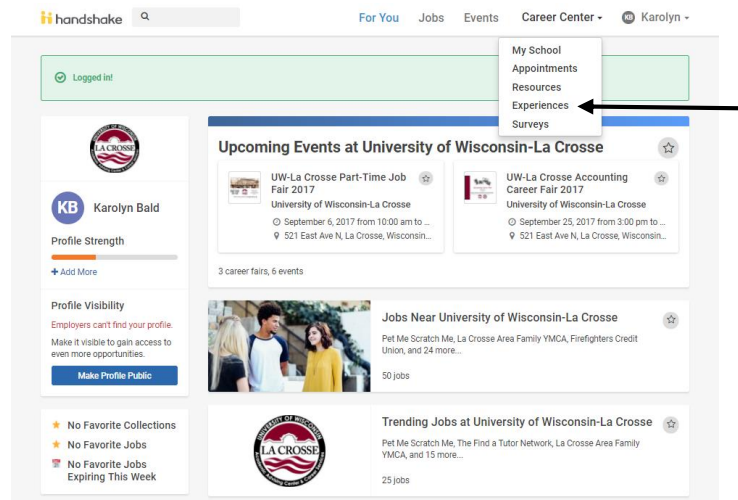 handshake
For You Jobs Events Career Center Karolyn
KB
My School
Appointments
Resources
Experiences
Surveys
Logged in!
LA CROSSE
KB Karolyn Bald
Profile Strength
+ Add More
Profile Visibility
Employers can't find your profile.
Make it visible to gain access to
even more opportunities.
Make Profile Public
No Favorite Collections
No Favorite Jobs
No Favorite Jobs
Expiring This Week
Upcoming Events at University of Wisconsin-La Crosse
UW-La Crosse Part-Time Job
Fair 2017
University of Wisconsin-La Crosse
September 6, 2017 from 10:00 am to ...
521 East Ave N, La Crosse, Wisconsin...
UW-La Crosse Accounting
Career Fair 2017
University of Wisconsin-La Crosse
September 25, 2017 from 3:00 pm to ...
521 East Ave N, La Crosse, Wisconsin...
3 career fairs, 6 events
Jobs Near University of Wisconsin-La Crosse
Pet Me Scratch Me, La Crosse Area Family YMCA, Firefighters Credit
Union, and 24 more...
50 jobs
UNIVERSITY OF WISCONSIN
LA CROSSE
Academic Advising Center & Career Services
Trending Jobs at University of Wisconsin-La Crosse
Pet Me Scratch Me, The Find a Tutor Network, La Crosse Area Family
YMCA, and 15 more...
25 jobs